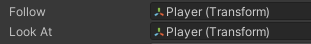 Follow Player (Transform)
Look At Player (Transform)